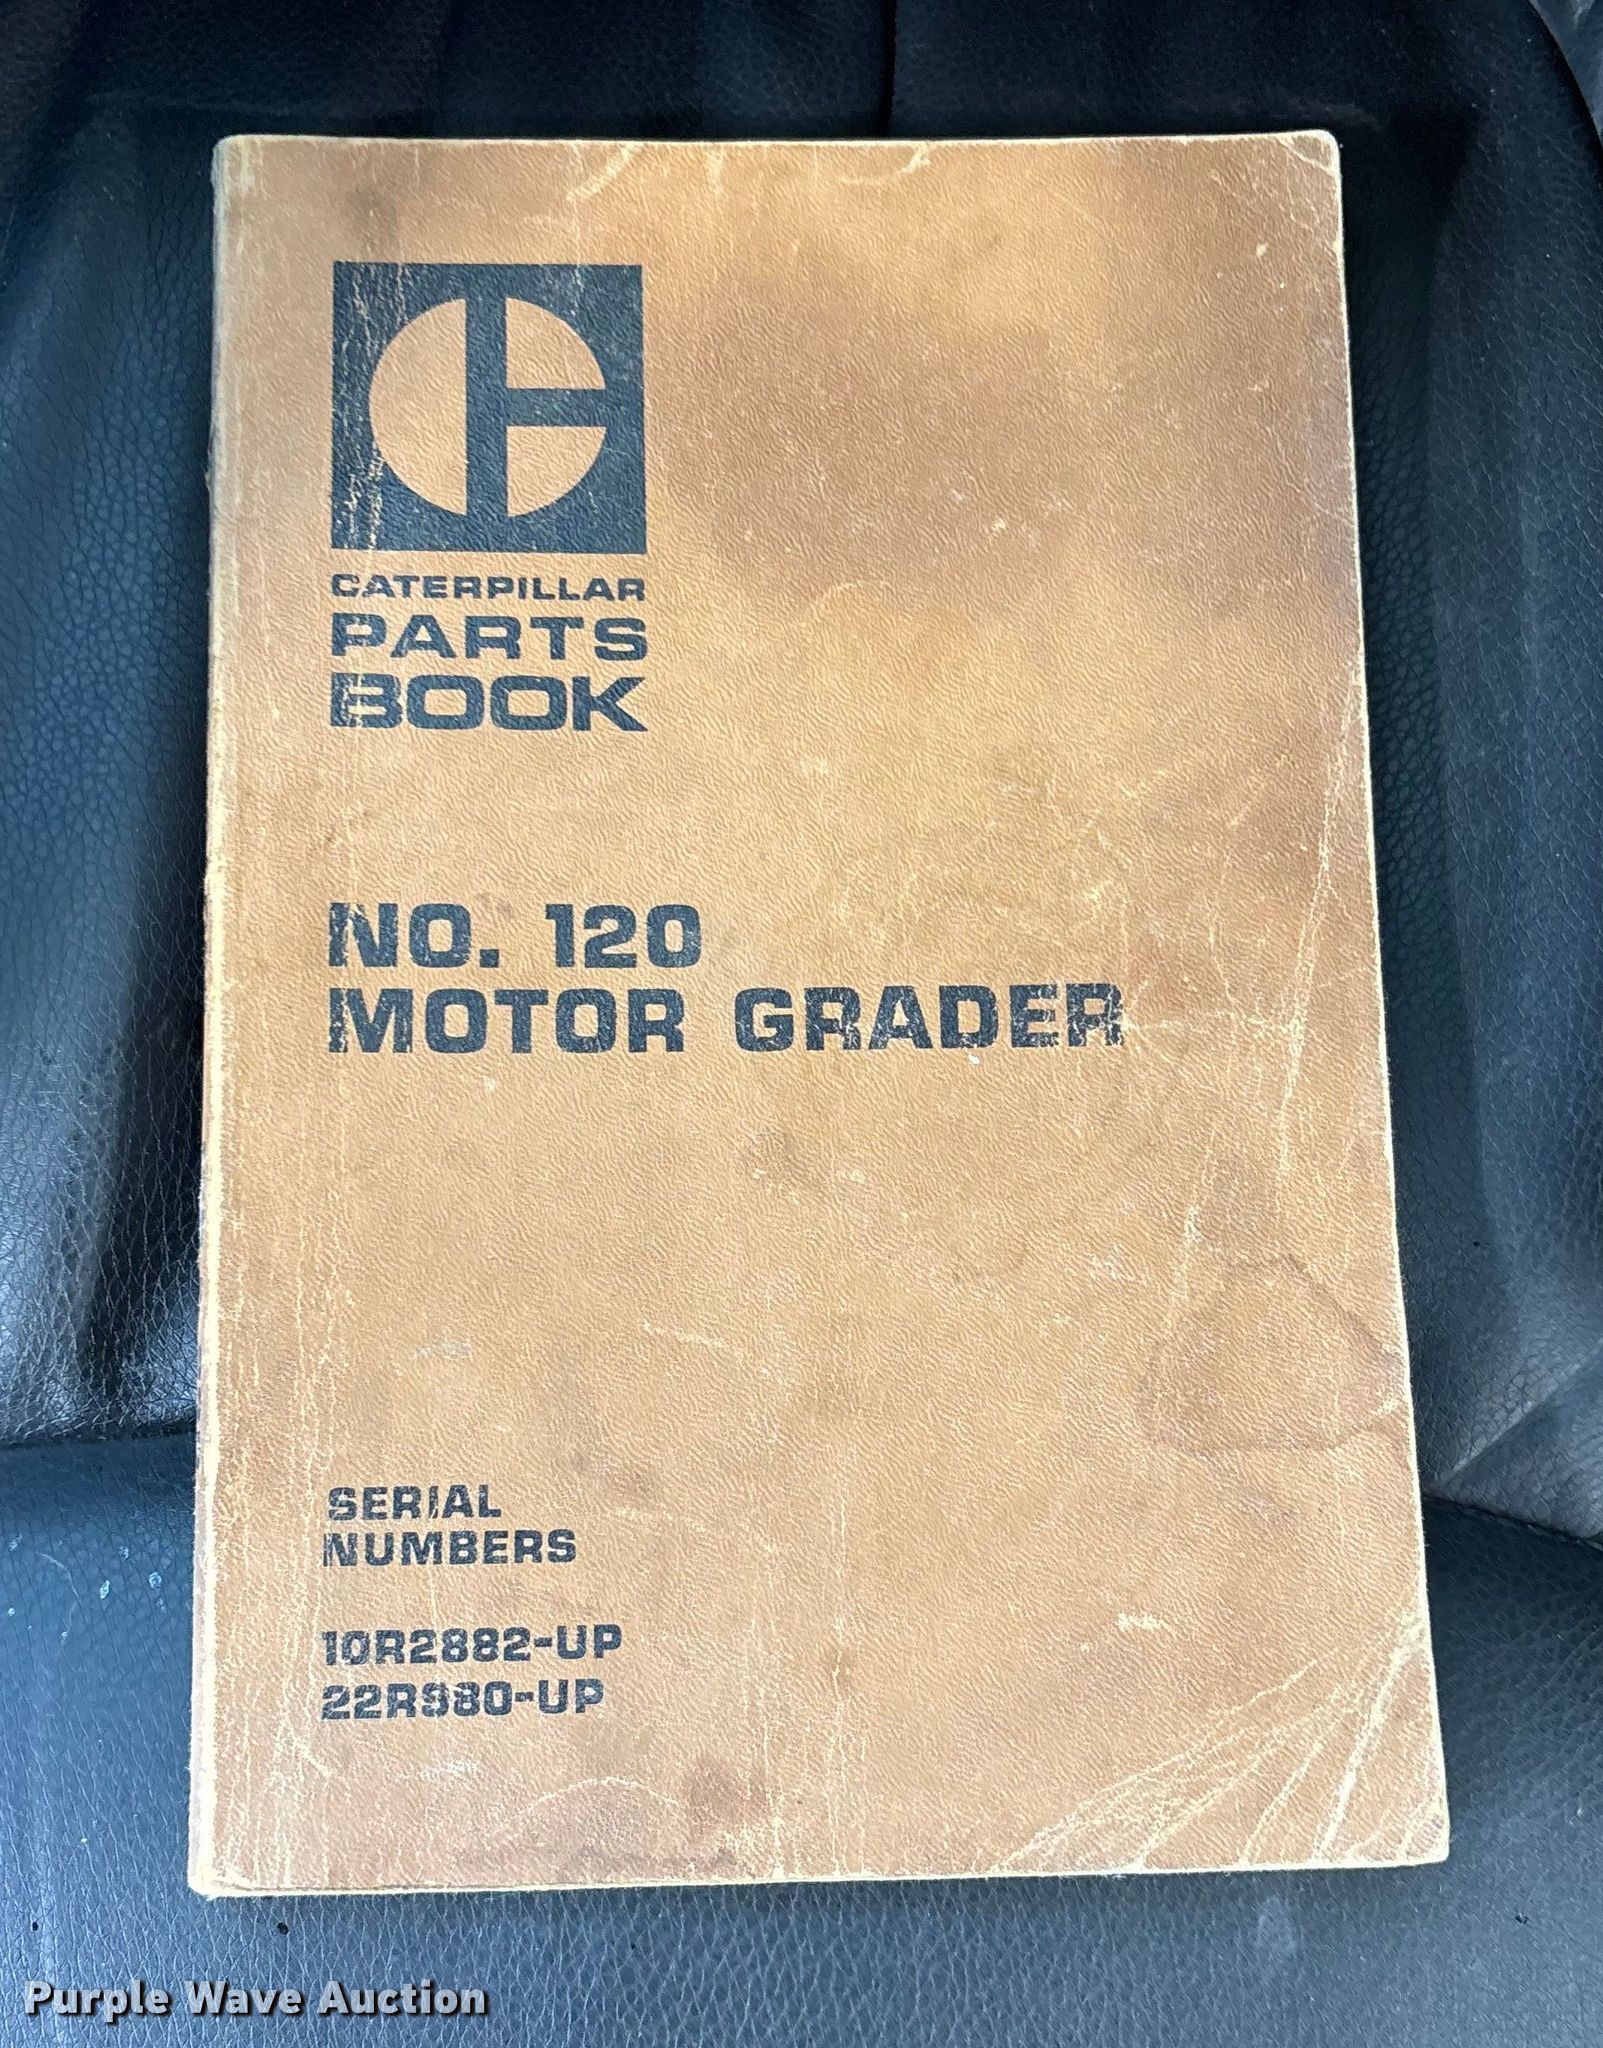 CATERPILLAR
PARTS
BOOK
NO. 120
MOTOR GRADER
SERIAL
NUMBERS
10R2882-UP
22R980-UP
Purple Wave Auction